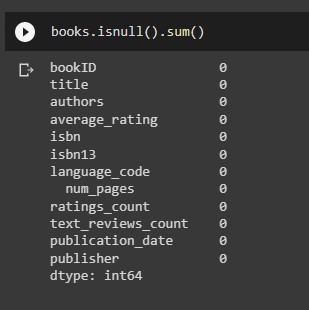 books.isnull().sum()
bookID 0
title 0
authors 0
average_rating 0
isbn 0
isbn13 0
language_code 0
  num_pages 0
ratings_count 0
text_reviews_count 0
publication_date 0
publisher 0
dtype: int64